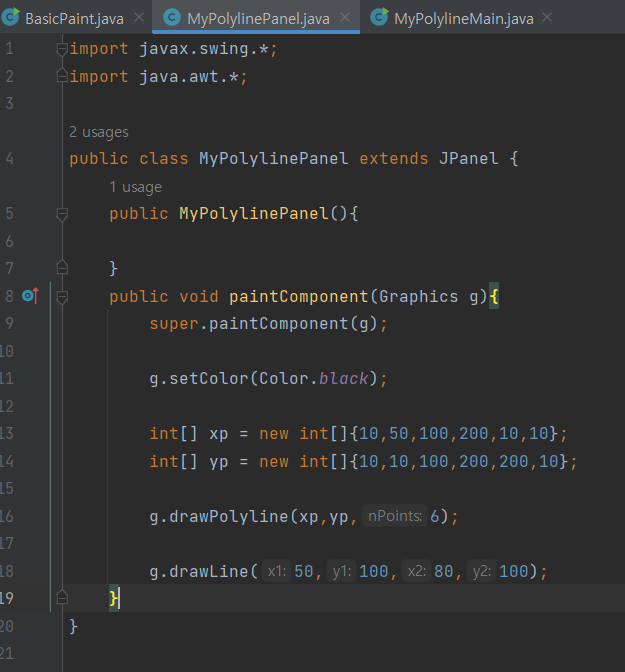 BasicPaint.java × MyPolylinePanel.java × MyPolylineMain.java ×
1 import javax.swing.*;
2 import java.awt.*;
3
2 usages
4 public class MyPolylinePanel extends JPanel {
1 usage
5 public MyPolylinePanel(){
6
7 }
8 public void paintComponent(Graphics g){
9 super.paintComponent(g);
10
11 g.setColor(Color.black);
12
13 int[] xp = new int[]{10,50,100,200,10,10};
14 int[] yp = new int[]{10,10,100,200,200,10};
15
16 g.drawPolyline(xp,yp, nPoints: 6);
17
18 g.drawLine( x1: 50, y1: 100, x2: 80, y2: 100);
19 }
20 }
21